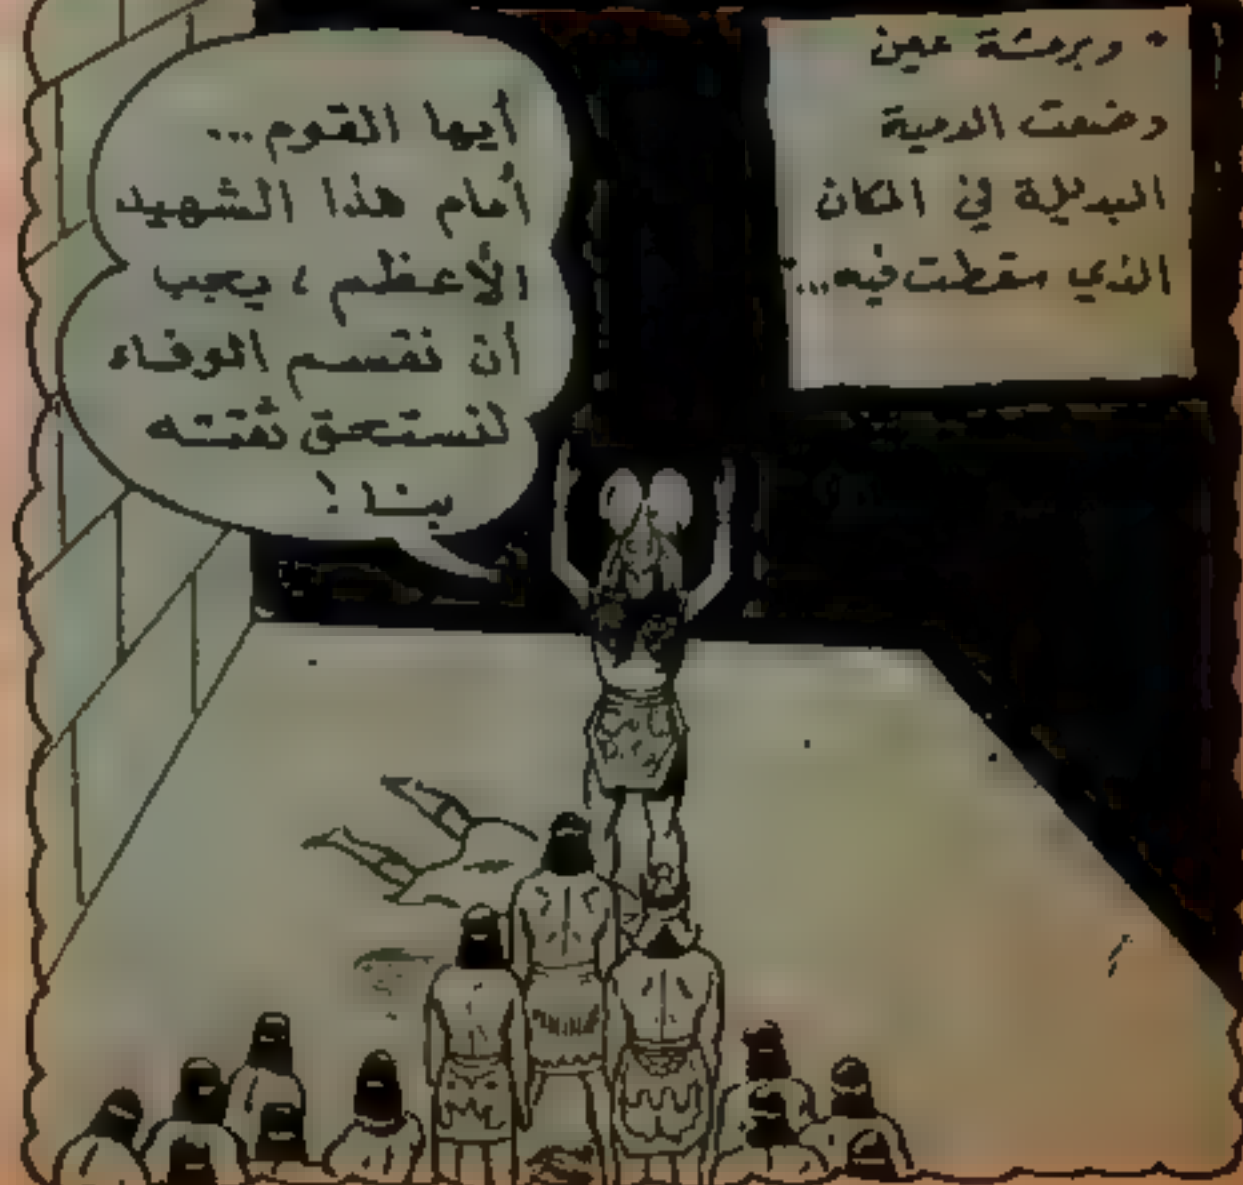 * وبرمشة عين
وضعت الدمية
البديلة في المكان
الذي سقطت فيه...*
أيها القوم...
أمام هذا الشهيد
الأعظم ، يجب
أن نقسم الوفاء
لنستحق ثقته
بنا !